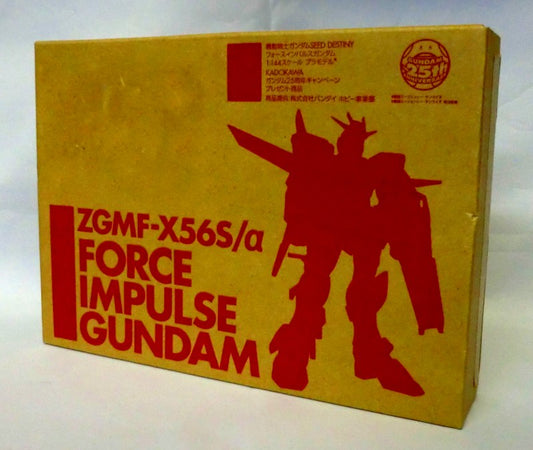 機動戦士ガンダムSEED DESTINY
フォースインパルスガンダム
1:144スケール プラモデル*
KADOKAWA
ガンダム25周年キャンペーン
プレゼント商品
商品提供:株式会社バンダイ ホビー事業部
GUNDAM
25th
ANNIVERSARY
ZGMF-X56S/α
FORCE
IMPULSE
GUNDAM